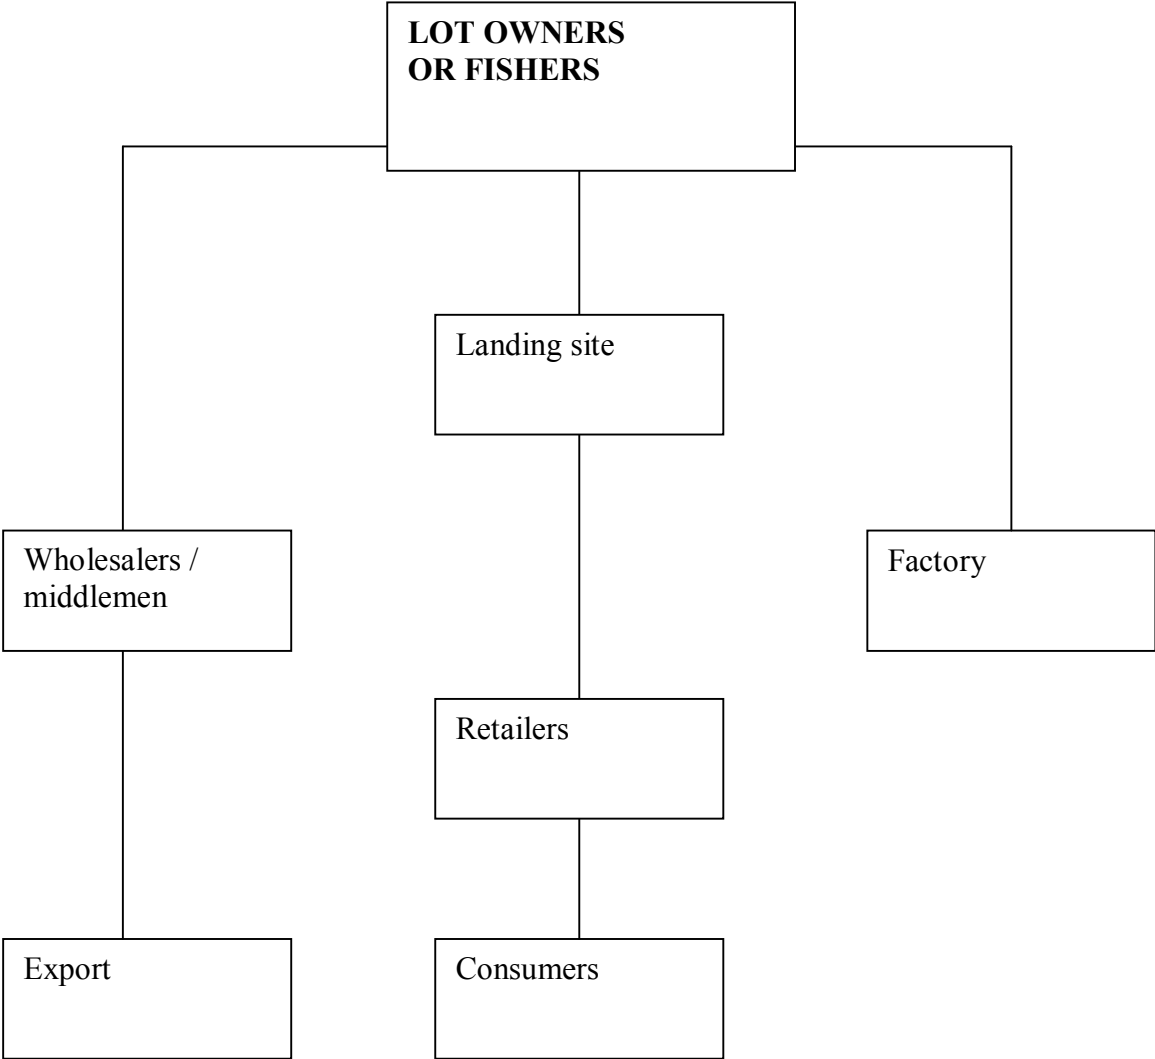 LOT OWNERS
OR FISHERS
Landing site
Wholesalers /
middlemen
Factory
Retailers
Export
Consumers